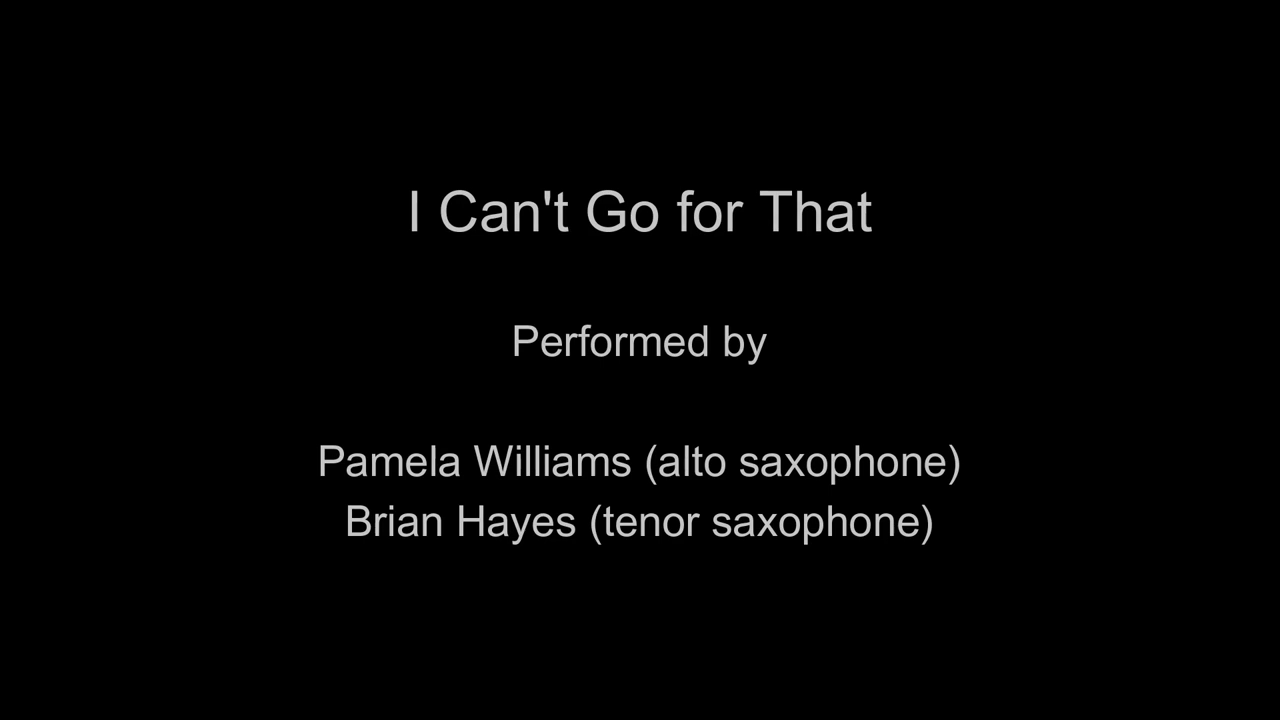 I Can't Go for That
Performed by
Pamela Williams (alto saxophone)
Brian Hayes (tenor saxophone)